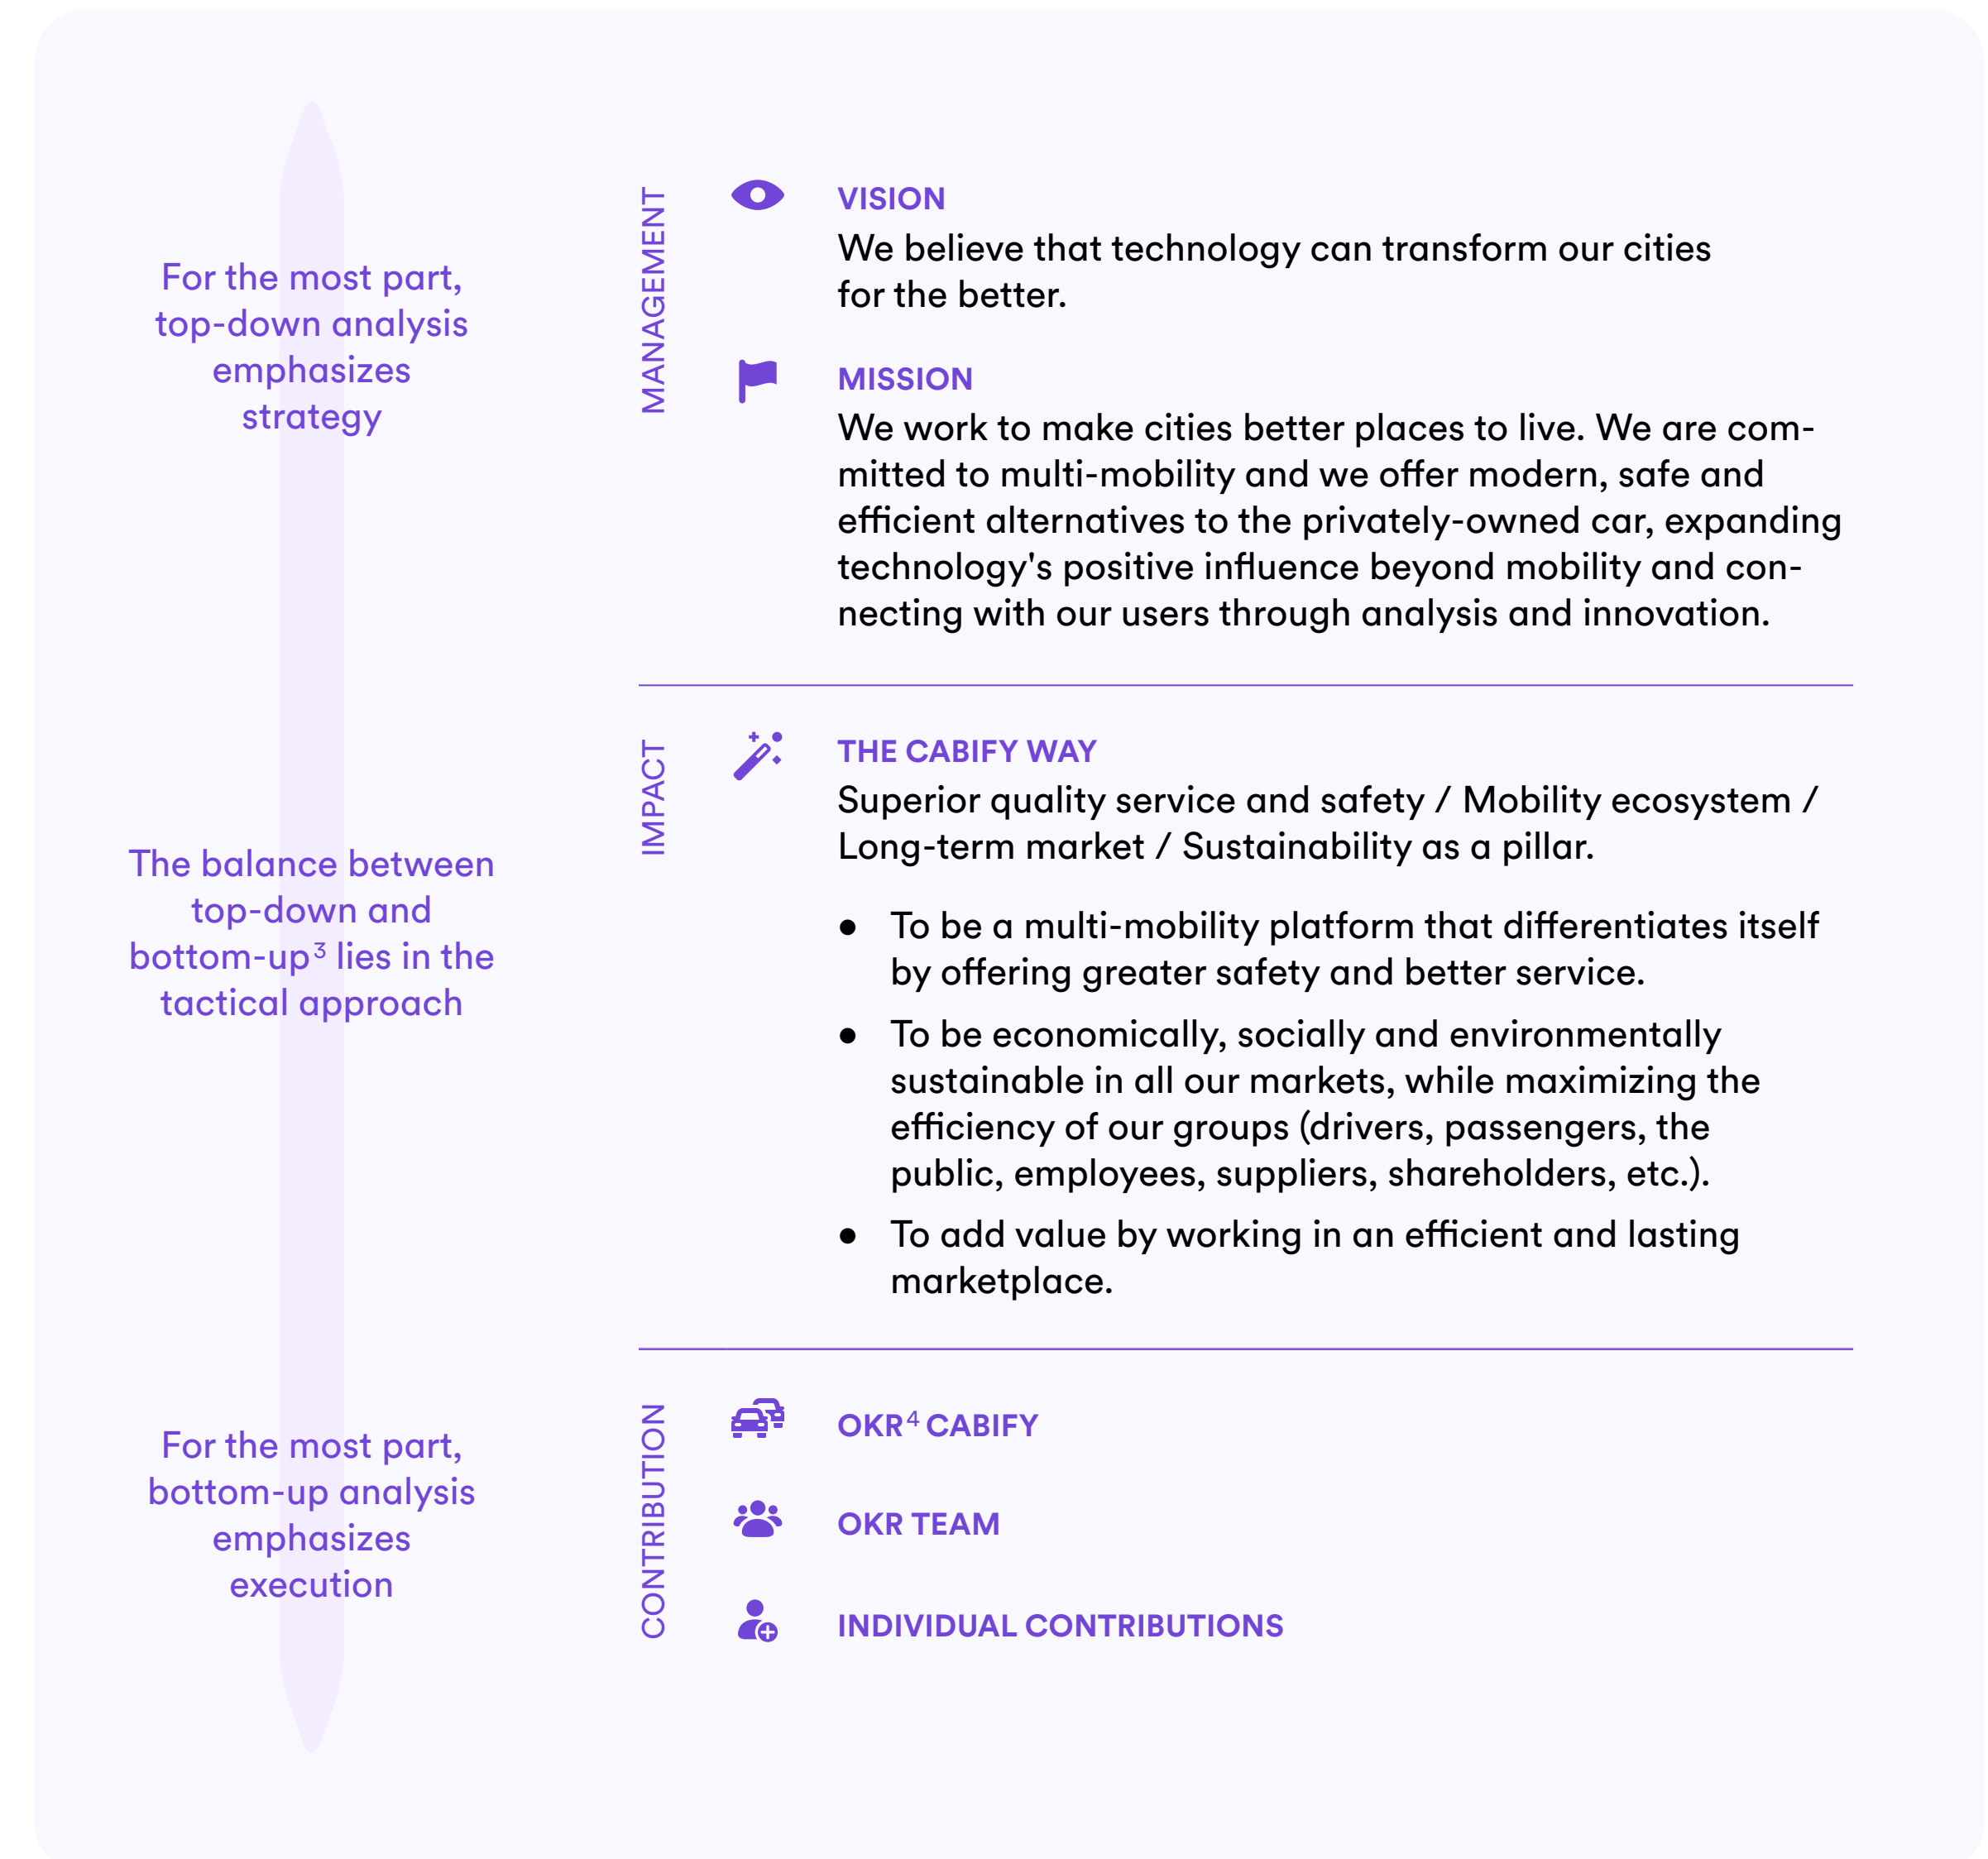 For the most part,
top-down analysis
emphasizes
strategy
MANAGEMENT
VISION
We believe that technology can transform our cities
for the better.
MISSION
We work to make cities better places to live. We are com-
mitted to multi-mobility and we offer modern, safe and
efficient alternatives to the privately-owned car, expanding
technology's positive influence beyond mobility and con-
necting with our users through analysis and innovation.
The balance between
top-down and
bottom-up³ lies in the
tactical approach
IMPACT
THE CABIFY WAY
Superior quality service and safety / Mobility ecosystem /
Long-term market / Sustainability as a pillar.
● To be a multi-mobility platform that differentiates itself
by offering greater safety and better service.
● To be economically, socially and environmentally
sustainable in all our markets, while maximizing the
efficiency of our groups (drivers, passengers, the
public, employees, suppliers, shareholders, etc.).
● To add value by working in an efficient and lasting
marketplace.
For the most part,
bottom-up analysis
emphasizes
execution
CONTRIBUTION
OKR⁴ CABIFY
OKR TEAM
INDIVIDUAL CONTRIBUTIONS